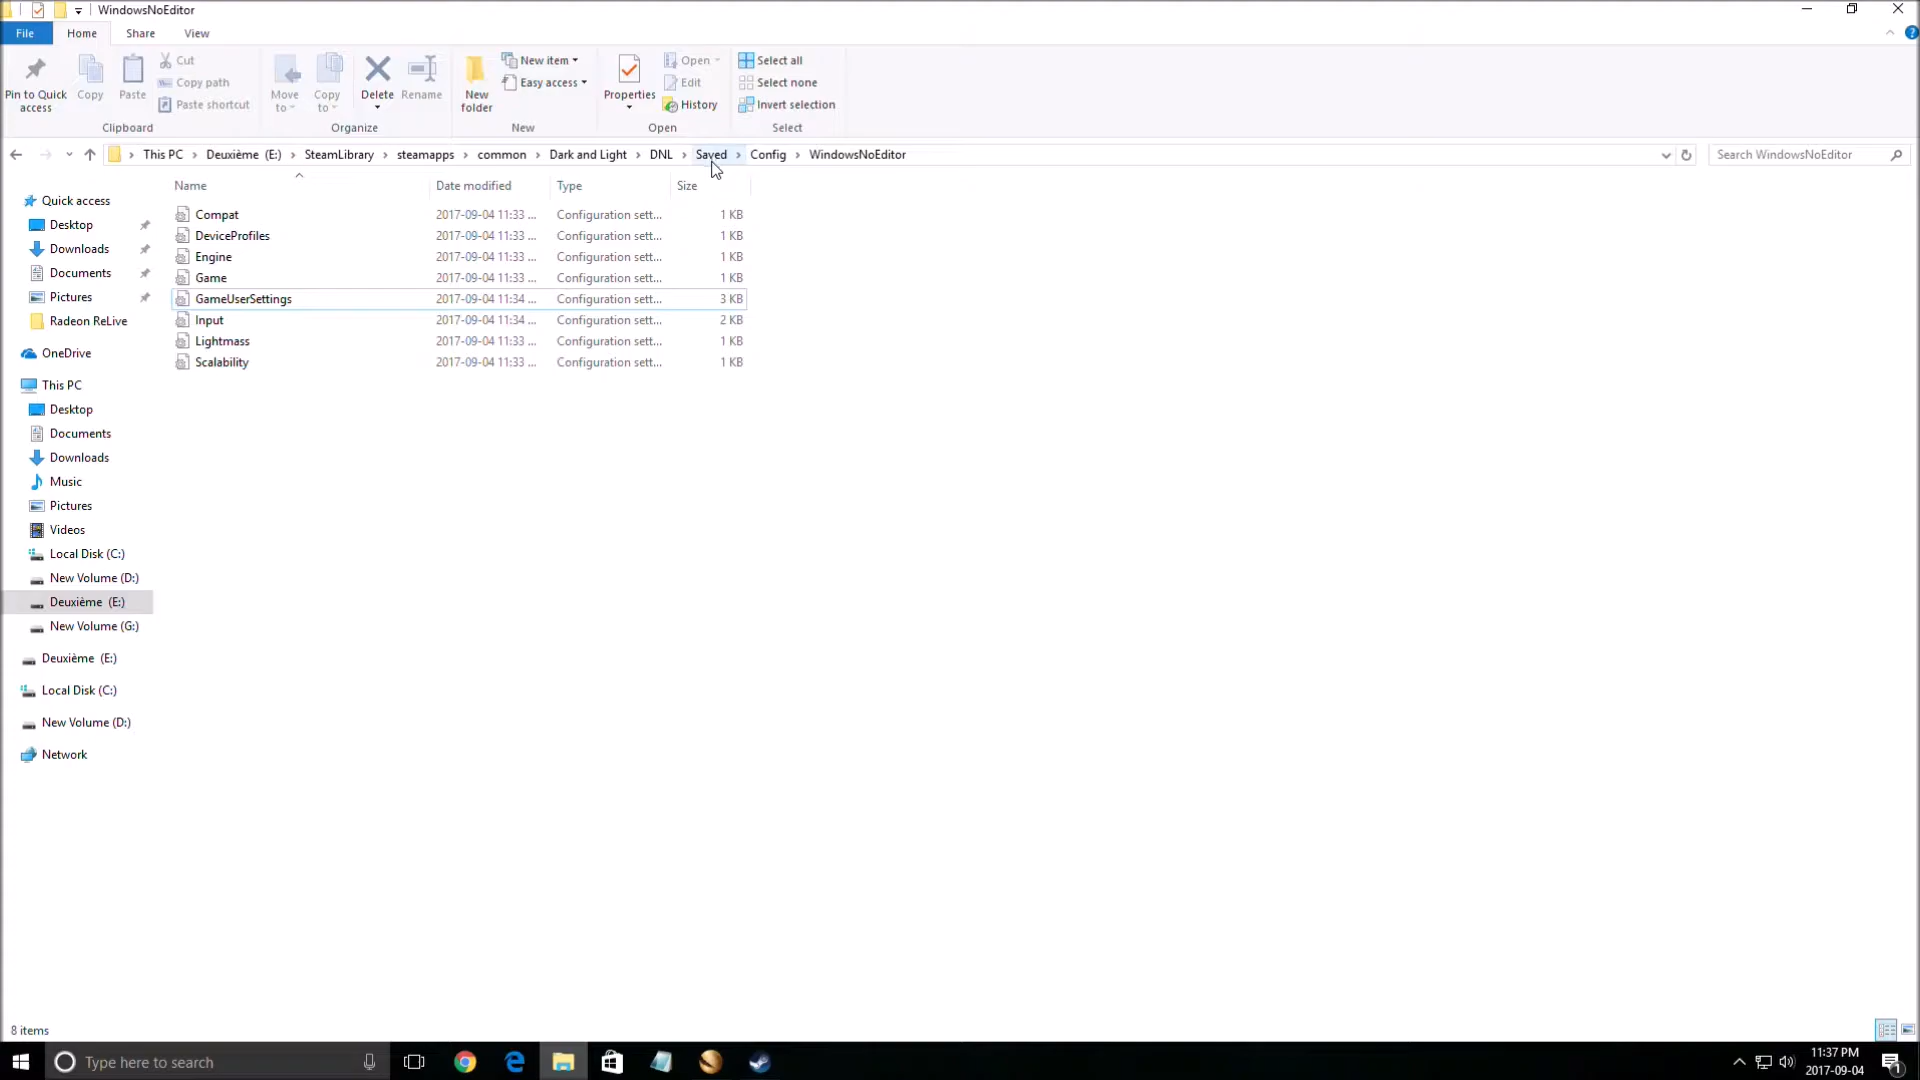 WindowsNoEditor
File Home Share View
Pin to Quick access
Copy
Paste
Cut
Copy path
Paste shortcut
Clipboard
Move to
Copy to
Delete
Rename
Organize
New folder
New item
Easy access
New
Properties
Open
Edit
History
Open
Select all
Select none
Invert selection
Select
This PC Deuxième (E:) SteamLibrary steamapps common Dark and Light DNL Saved Config WindowsNoEditor
Search WindowsNoEditor
Name Date modified Type Size
Compat 2017-09-04 11:33 ... Configuration sett... 1 KB
DeviceProfiles 2017-09-04 11:33 ... Configuration sett... 1 KB
Engine 2017-09-04 11:33 ... Configuration sett... 1 KB
Game 2017-09-04 11:33 ... Configuration sett... 1 KB
GameUserSettings 2017-09-04 11:34 ... Configuration sett... 3 KB
Input 2017-09-04 11:34 ... Configuration sett... 2 KB
Lightmass 2017-09-04 11:33 ... Configuration sett... 1 KB
Scalability 2017-09-04 11:33 ... Configuration sett... 1 KB
Quick access
Desktop
Downloads
Documents
Pictures
Radeon ReLive
OneDrive
This PC
Desktop
Documents
Downloads
Music
Pictures
Videos
Local Disk (C:)
New Volume (D:)
Deuxième (E:)
New Volume (G:)
Deuxième (E:)
Local Disk (C:)
New Volume (D:)
Network
8 items
Type here to search
11:37 PM
2017-09-04
1